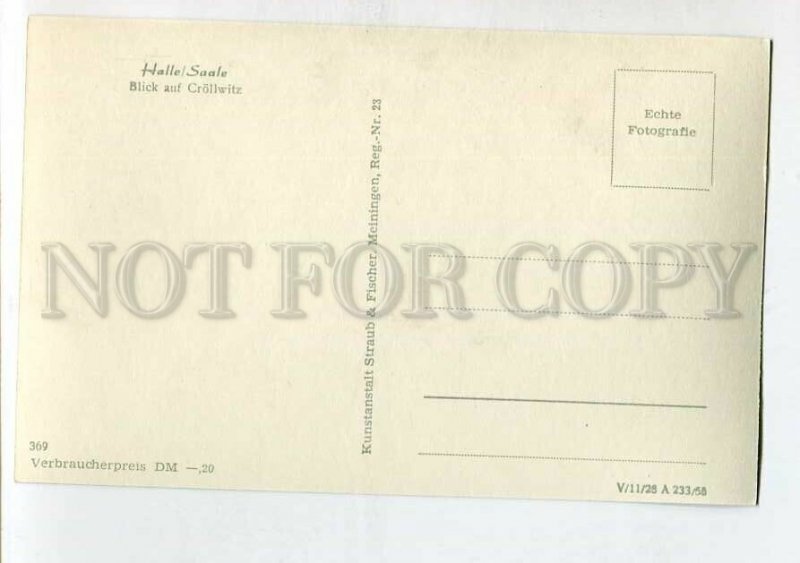 Halle/Saale
Blick auf Cröllwitz
Echte
Fotografie
Kunstanstalt Straub & Fischer, Meiningen, Reg.-Nr. 23
NOT FOR COPY
369
Verbraucherpreis DM —,20
V/11/28 A 233/58